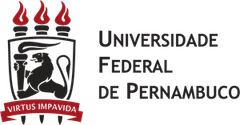 UNIVERSIDADE
FEDERAL
DE PERNAMBUCO
VIRTUS IMPAVIDA